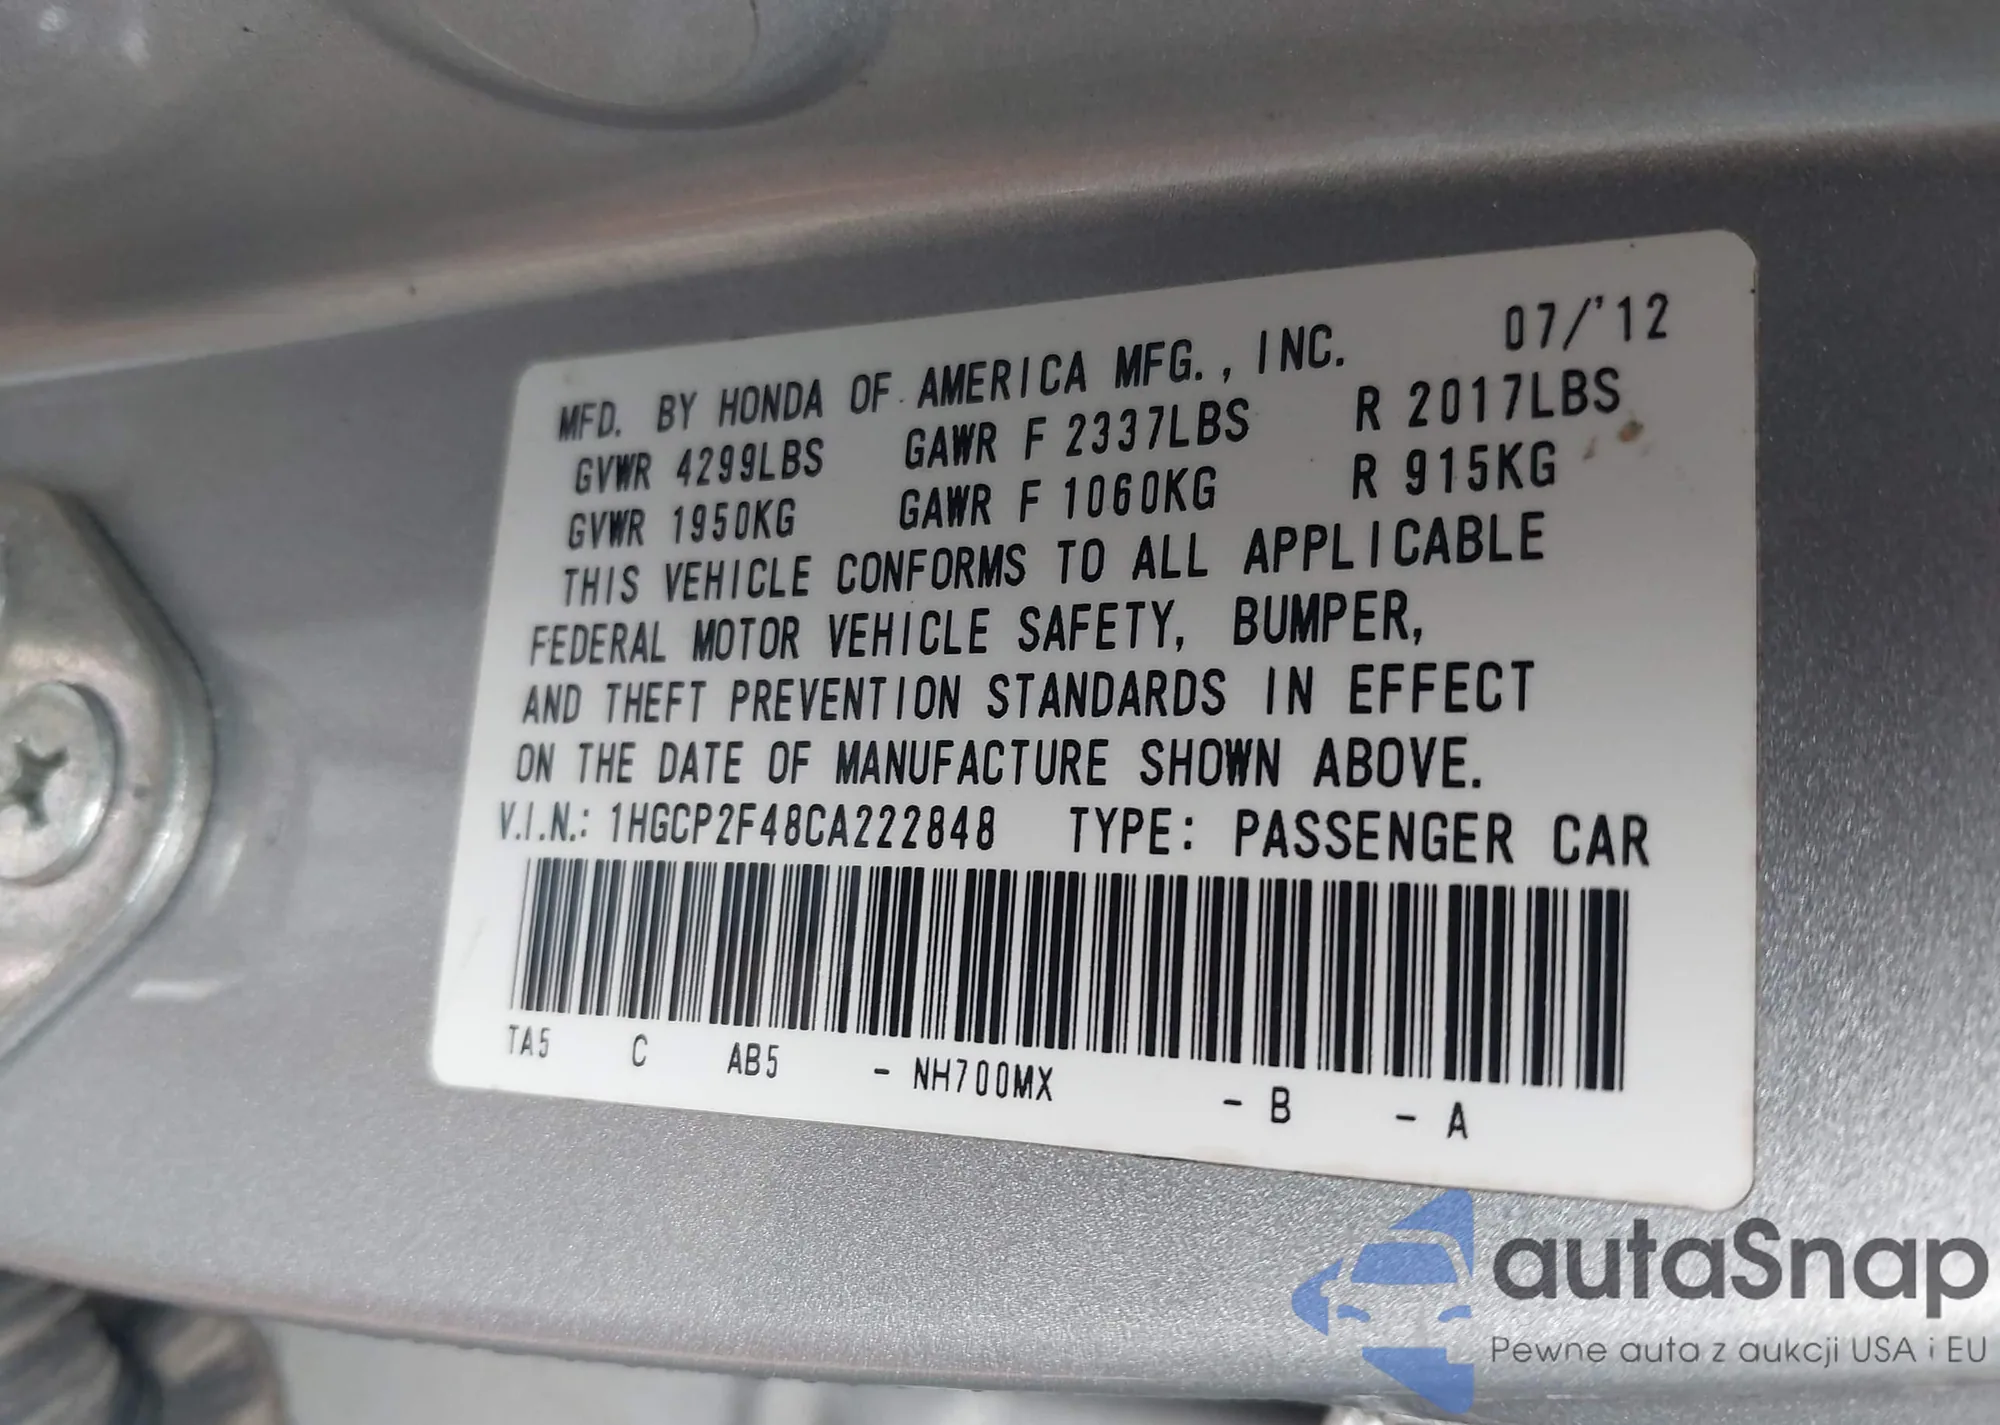 MFD. BY HONDA OF AMERICA MFG., INC. 07/'12
GVWR 4299LBS GAWR F 2337LBS R 2017LBS
GVWR 1950KG GAWR F 1060KG R 915KG
THIS VEHICLE CONFORMS TO ALL APPLICABLE
FEDERAL MOTOR VEHICLE SAFETY, BUMPER,
AND THEFT PREVENTION STANDARDS IN EFFECT
ON THE DATE OF MANUFACTURE SHOWN ABOVE.
V.I.N.: 1HGCP2F48CA222848 TYPE: PASSENGER CAR
TA5 C AB5 - NH700MX - B - A
autaSnap
Pewne auta z aukcji USA i EU